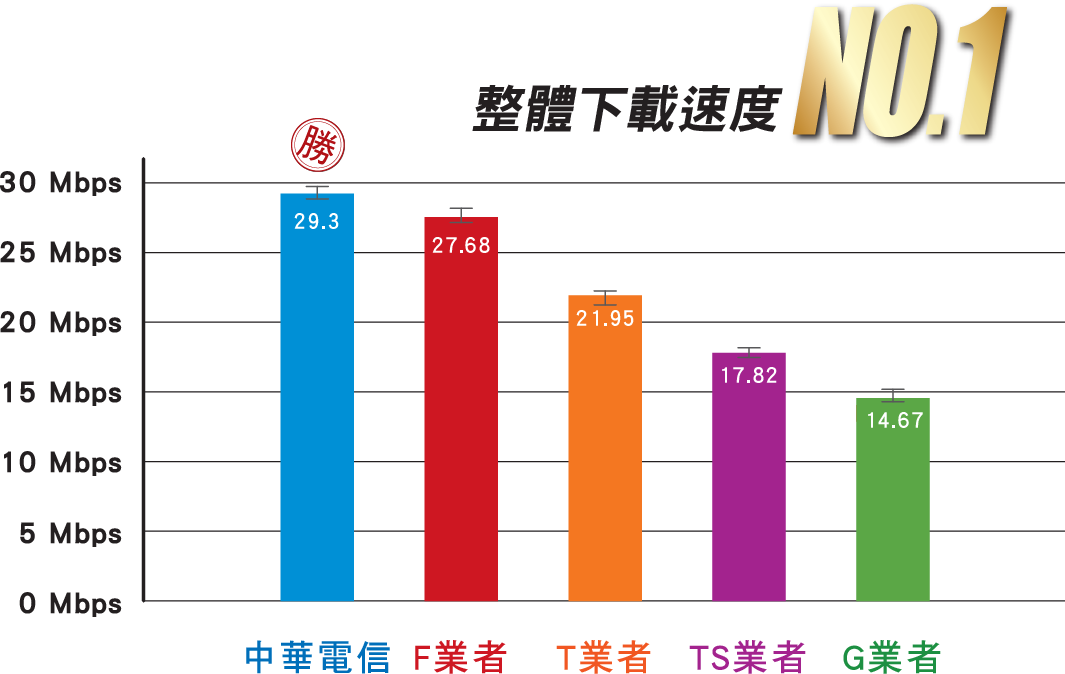 整體下載速度 NO.1
勝
30 Mbps
25 Mbps
20 Mbps
15 Mbps
10 Mbps
5 Mbps
0 Mbps
29.3
27.68
21.95
17.82
14.67
中華電信 F業者 T業者 TS業者 G業者